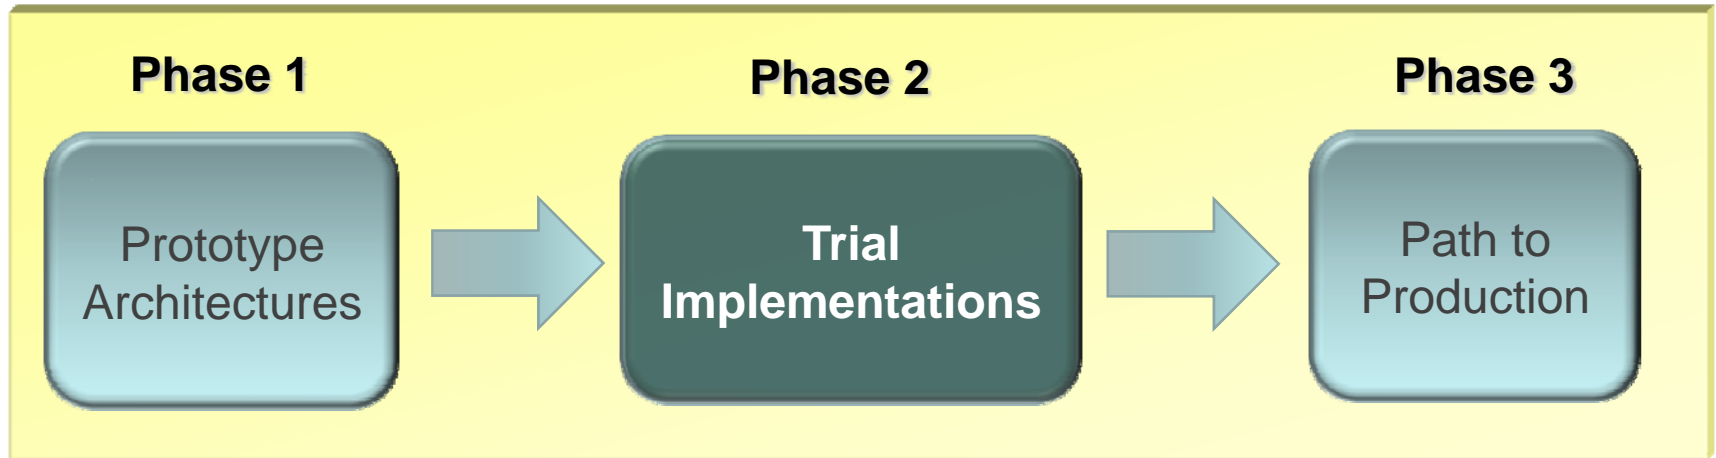 Phase 1
Phase 2
Phase 3
Prototype
Architectures
Trial
Implementations
Path to
Production